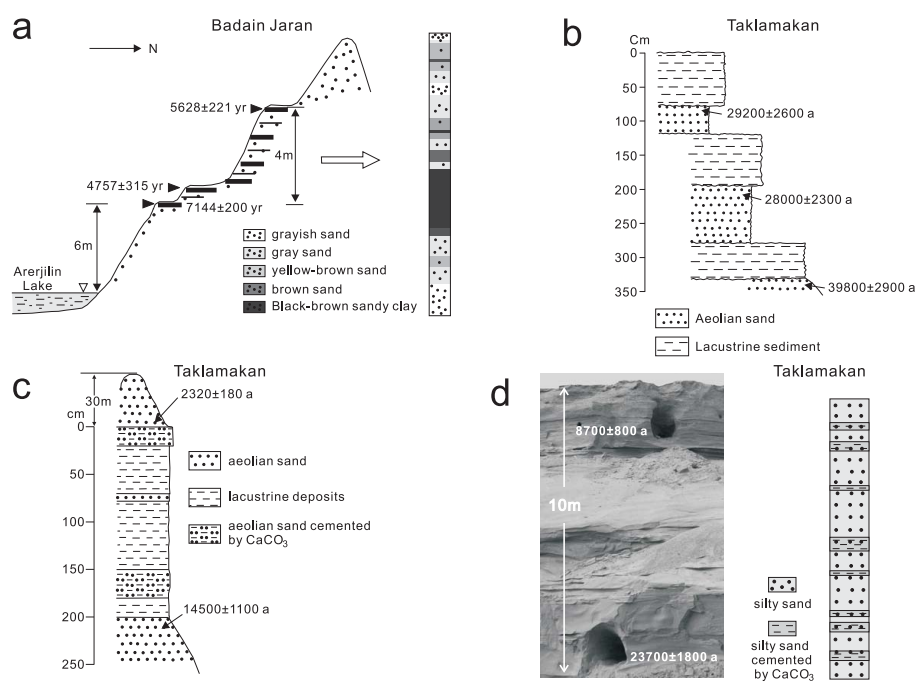 a
Badain Jaran
N
5628±221 yr
4m
4757±315 yr
7144±200 yr
6m
Arerjilin
Lake
grayish sand
gray sand
yellow-brown sand
brown sand
Black-brown sandy clay
b
Taklamakan
Cm
0
50
100
150
200
250
300
350
29200±2600 a
28000±2300 a
39800±2900 a
Aeolian sand
Lacustrine sediment
c
Taklamakan
30m
2320±180 a
cm
0
50
100
150
200
250
aeolian sand
lacustrine deposits
aeolian sand cemented
by CaCO3
14500±1100 a
d
Taklamakan
8700±800 a
10m
23700±1800 a
silty sand
silty sand
cemented
by CaCO3